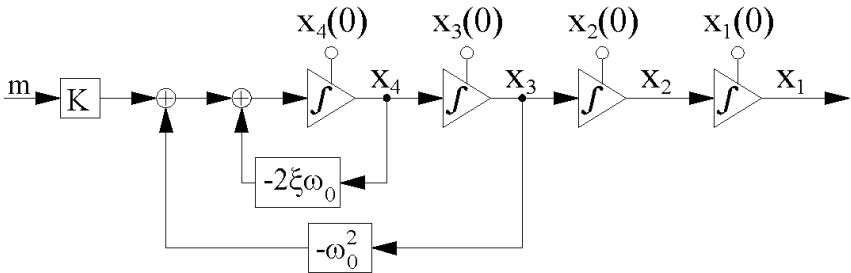 x₄(0) x₃(0) x₂(0) x₁(0)
m K ∫ x₄ ∫ x₃ ∫ x₂ ∫ x₁
-2ξω₀
-ω₀²